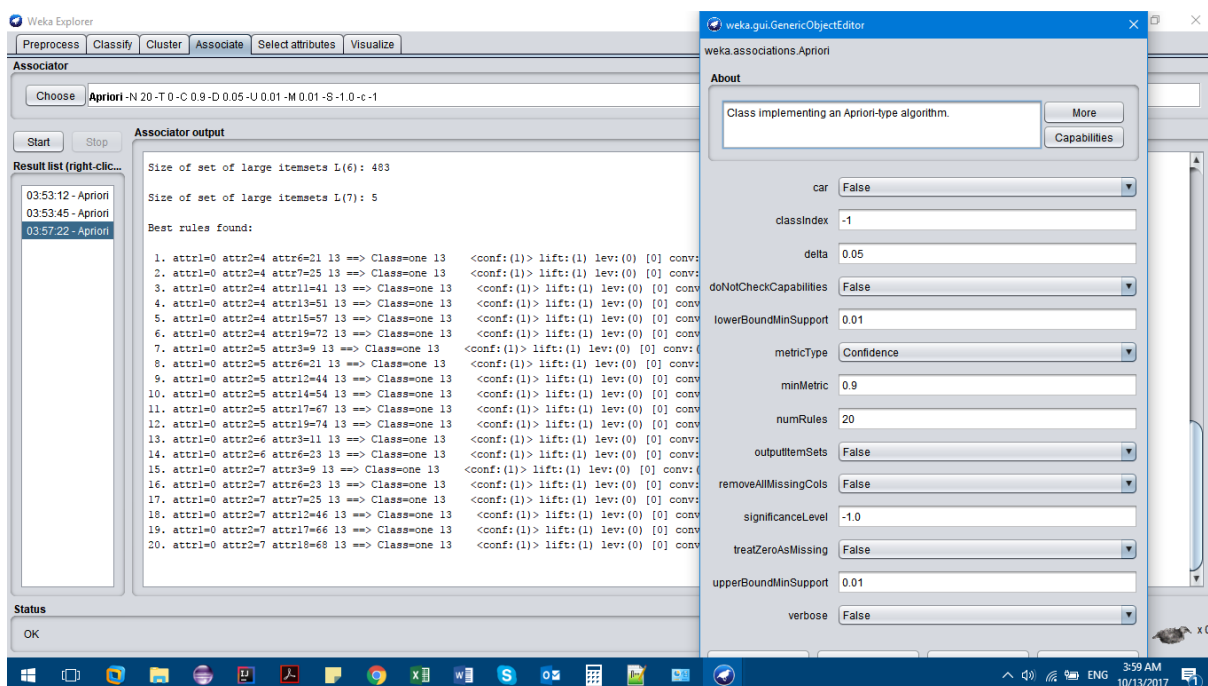 Weka Explorer
Preprocess Classify Cluster Associate Select attributes Visualize
Associator
Choose Apriori -N 20 -T 0 -C 0.9 -D 0.05 -U 0.01 -M 0.01 -S -1.0 -c -1
Start Stop
Result list (right-clic...
03:53:12 - Apriori
03:53:45 - Apriori
03:57:22 - Apriori
Associator output
Size of set of large itemsets L(6): 483
Size of set of large itemsets L(7): 5
Best rules found:
1. attr1=0 attr2=4 attr6=21 13 ==> Class=one 13 <conf:(1)> lift:(1) lev:(0) [0] conv:
2. attr1=0 attr2=4 attr7=25 13 ==> Class=one 13 <conf:(1)> lift:(1) lev:(0) [0] conv:
3. attr1=0 attr2=4 attr11=41 13 ==> Class=one 13 <conf:(1)> lift:(1) lev:(0) [0] conv
4. attr1=0 attr2=4 attr13=51 13 ==> Class=one 13 <conf:(1)> lift:(1) lev:(0) [0] conv
5. attr1=0 attr2=4 attr15=57 13 ==> Class=one 13 <conf:(1)> lift:(1) lev:(0) [0] conv
6. attr1=0 attr2=4 attr19=72 13 ==> Class=one 13 <conf:(1)> lift:(1) lev:(0) [0] conv
7. attr1=0 attr2=5 attr3=9 13 ==> Class=one 13 <conf:(1)> lift:(1) lev:(0) [0] conv:(
8. attr1=0 attr2=5 attr6=21 13 ==> Class=one 13 <conf:(1)> lift:(1) lev:(0) [0] conv:
9. attr1=0 attr2=5 attr12=44 13 ==> Class=one 13 <conf:(1)> lift:(1) lev:(0) [0] conv
10. attr1=0 attr2=5 attr14=54 13 ==> Class=one 13 <conf:(1)> lift:(1) lev:(0) [0] conv
11. attr1=0 attr2=5 attr17=67 13 ==> Class=one 13 <conf:(1)> lift:(1) lev:(0) [0] conv
12. attr1=0 attr2=5 attr19=74 13 ==> Class=one 13 <conf:(1)> lift:(1) lev:(0) [0] conv
13. attr1=0 attr2=6 attr3=11 13 ==> Class=one 13 <conf:(1)> lift:(1) lev:(0) [0] conv:
14. attr1=0 attr2=6 attr6=23 13 ==> Class=one 13 <conf:(1)> lift:(1) lev:(0) [0] conv:
15. attr1=0 attr2=7 attr3=9 13 ==> Class=one 13 <conf:(1)> lift:(1) lev:(0) [0] conv:(
16. attr1=0 attr2=7 attr6=23 13 ==> Class=one 13 <conf:(1)> lift:(1) lev:(0) [0] conv:
17. attr1=0 attr2=7 attr7=25 13 ==> Class=one 13 <conf:(1)> lift:(1) lev:(0) [0] conv:
18. attr1=0 attr2=7 attr12=46 13 ==> Class=one 13 <conf:(1)> lift:(1) lev:(0) [0] conv
19. attr1=0 attr2=7 attr17=66 13 ==> Class=one 13 <conf:(1)> lift:(1) lev:(0) [0] conv
20. attr1=0 attr2=7 attr18=68 13 ==> Class=one 13 <conf:(1)> lift:(1) lev:(0) [0] conv
Status
OK
weka.gui.GenericObjectEditor
weka.associations.Apriori
About
Class implementing an Apriori-type algorithm.
More
Capabilities
car False
classIndex -1
delta 0.05
doNotCheckCapabilities False
lowerBoundMinSupport 0.01
metricType Confidence
minMetric 0.9
numRules 20
outputItemSets False
removeAllMissingCols False
significanceLevel -1.0
treatZeroAsMissing False
upperBoundMinSupport 0.01
verbose False
x 0
ENG
3:59 AM
10/13/2017